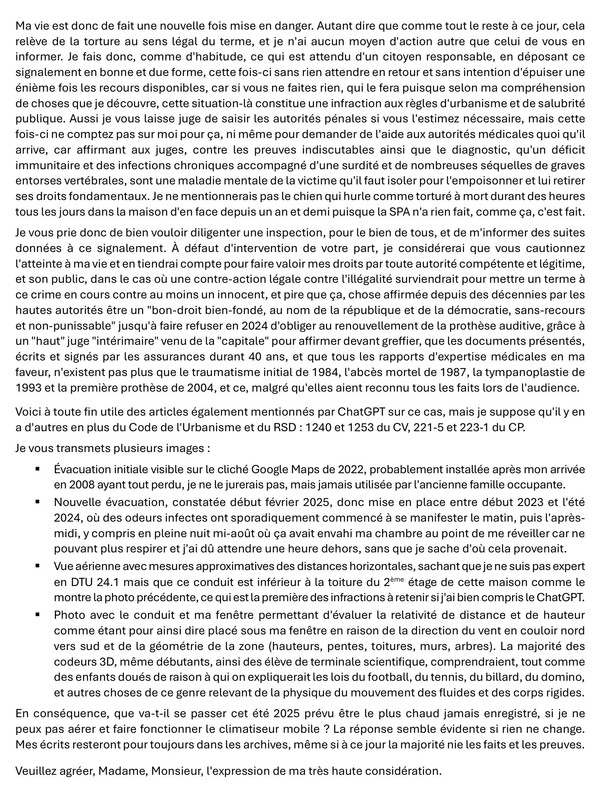 Ma vie est donc de fait une nouvelle fois mise en danger. Autant dire que comme tout le reste à ce jour, cela
relève de la torture au sens légal du terme, et je n'ai aucun moyen d'action autre que celui de vous en
informer. Je fais donc, comme d'habitude, ce qui est attendu d'un citoyen responsable, en déposant ce
signalement en bonne et due forme, cette fois-ci sans rien attendre en retour et sans intention d'épuiser une
énième fois les recours disponibles, car si vous ne faites rien, qui le fera puisque selon ma compréhension
de choses que je découvre, cette situation-là constitue une infraction aux règles d'urbanisme et de salubrité
publique. Aussi je vous laisse juge de saisir les autorités pénales si vous l'estimez nécessaire, mais cette
fois-ci ne comptez pas sur moi pour ça, ni même pour demander de l'aide aux autorités médicales quoi qu'il
arrive, car affirmant aux juges, contre les preuves indiscutables ainsi que le diagnostic, qu'un déficit
immunitaire et des infections chroniques accompagné d'une surdité et de nombreuses séquelles de graves
entorses vertébrales, sont une maladie mentale de la victime qu'il faut isoler pour l'empoisonner et lui retirer
ses droits fondamentaux. Je ne mentionnerais pas le chien qui hurle comme torturé à mort durant des heures
tous les jours dans la maison d'en face depuis un an et demi puisque la SPA n'a rien fait, comme ça, c'est fait.
Je vous prie donc de bien vouloir diligenter une inspection, pour le bien de tous, et de m'informer des suites
données à ce signalement. À défaut d'intervention de votre part, je considérerai que vous cautionnez
l'atteinte à ma vie et en tiendrai compte pour faire valoir mes droits par toute autorité compétente et légitime,
et son public, dans le cas où une contre-action légale contre l'illégalité surviendrait pour mettre un terme à
ce crime en cours contre au moins un innocent, et pire que ça, chose affirmée depuis des décennies par les
hautes autorités être un "bon-droit bien-fondé, au nom de la république et de la démocratie, sans-recours
et non-punissable" jusqu'à faire refuser en 2024 d'obliger au renouvellement de la prothèse auditive, grâce à
un "haut" juge "intérimaire" venu de la "capitale" pour affirmer devant greffier, que les documents présentés,
écrits et signés par les assurances durant 40 ans, et que tous les rapports d'expertise médicales en ma
faveur, n'existent pas plus que le traumatisme initial de 1984, l'abcès mortel de 1987, la tympanoplastie de
1993 et la première prothèse de 2004, et ce, malgré qu'elles aient reconnu tous les faits lors de l'audience.
Voici à toute fin utile des articles également mentionnés par ChatGPT sur ce cas, mais je suppose qu'il y en
a d'autres en plus du Code de l'Urbanisme et du RSD : 1240 et 1253 du CV, 221-5 et 223-1 du CP.
Je vous transmets plusieurs images :
▪ Évacuation initiale visible sur le cliché Google Maps de 2022, probablement installée après mon arrivée
en 2008 ayant tout perdu, je ne le jurerais pas, mais jamais utilisée par l'ancienne famille occupante.
▪ Nouvelle évacuation, constatée début février 2025, donc mise en place entre début 2023 et l'été
2024, où des odeurs infectes ont sporadiquement commencé à se manifester le matin, puis l'après-
midi, y compris en pleine nuit mi-août où ça avait envahi ma chambre au point de me réveiller car ne
pouvant plus respirer et j'ai dû attendre une heure dehors, sans que je sache d'où cela provenait.
▪ Vue aérienne avec mesures approximatives des distances horizontales, sachant que je ne suis pas expert
en DTU 24.1 mais que ce conduit est inférieur à la toiture du 2ème étage de cette maison comme le
montre la photo précédente, ce qui est la première des infractions à retenir si j'ai bien compris le ChatGPT.
▪ Photo avec le conduit et ma fenêtre permettant d'évaluer la relativité de distance et de hauteur
comme étant pour ainsi dire placé sous ma fenêtre en raison de la direction du vent en couloir nord
vers sud et de la géométrie de la zone (hauteurs, pentes, toitures, murs, arbres). La majorité des
codeurs 3D, même débutants, ainsi des élève de terminale scientifique, comprendraient, tout comme
des enfants doués de raison à qui on expliquerait les lois du football, du tennis, du billard, du domino,
et autres choses de ce genre relevant de la physique du mouvement des fluides et des corps rigides.
En conséquence, que va-t-il se passer cet été 2025 prévu être le plus chaud jamais enregistré, si je ne
peux pas aérer et faire fonctionner le climatiseur mobile ? La réponse semble évidente si rien ne change.
Mes écrits resteront pour toujours dans les archives, même si à ce jour la majorité nie les faits et les preuves.
Veuillez agréer, Madame, Monsieur, l'expression de ma très haute considération.